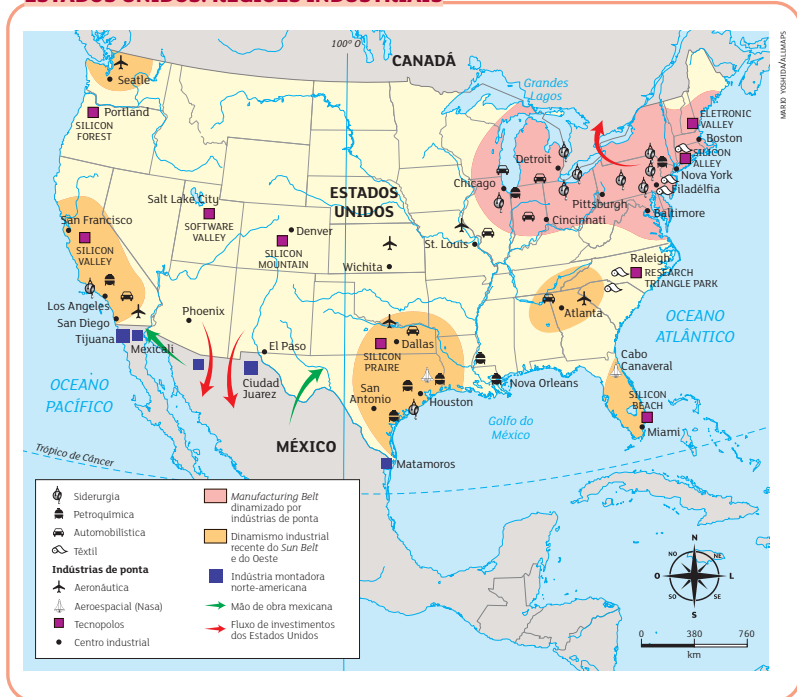 ESTADOS UNIDOS: REGIÕES INDUSTRIAIS
MARIO YOSHIDA/ALLMAPS
100° O
CANADÁ
Seatle
Grandes
Lagos
Portland
SILICON
FOREST
ELETRONIC
VALLEY
Boston
SILICON
ALLEY
Nova York
Filadélfia
Detroit
Chicago
Pittsburgh
Baltimore
Cincinnati
ESTADOS
UNIDOS
Salt Lake City
SOFTWARE
VALLEY
Denver
SILICON
MOUNTAIN
San Francisco
SILICON
VALLEY
St. Louis
Wichita
Raleigh
RESEARCH
TRIANGLE PARK
Los Angeles
San Diego
Tijuana
Mexicali
Phoenix
El Paso
Ciudad
Juarez
Dallas
SILICON
PRAIRE
Atlanta
OCEANO
ATLÂNTICO
Cabo
Canaveral
San
Antonio
Houston
Nova Orleans
SILICON
BEACH
Miami
OCEANO
PACÍFICO
Golfo do
México
MÉXICO
Trópico de Câncer
Matamoros
Siderurgia
Petroquímica
Automobilística
Têxtil
Indústrias de ponta
Aeronáutica
Aeroespacial (Nasa)
Tecnopolos
Centro industrial
Manufacturing Belt
dinamizado por
indústrias de ponta
Dinamismo industrial
recente do Sun Belt
e do Oeste
Indústria montadora
norte-americana
Mão de obra mexicana
Fluxo de investimentos
dos Estados Unidos
N
NO
NE
O
L
SO
SE
S
0 380 760
km